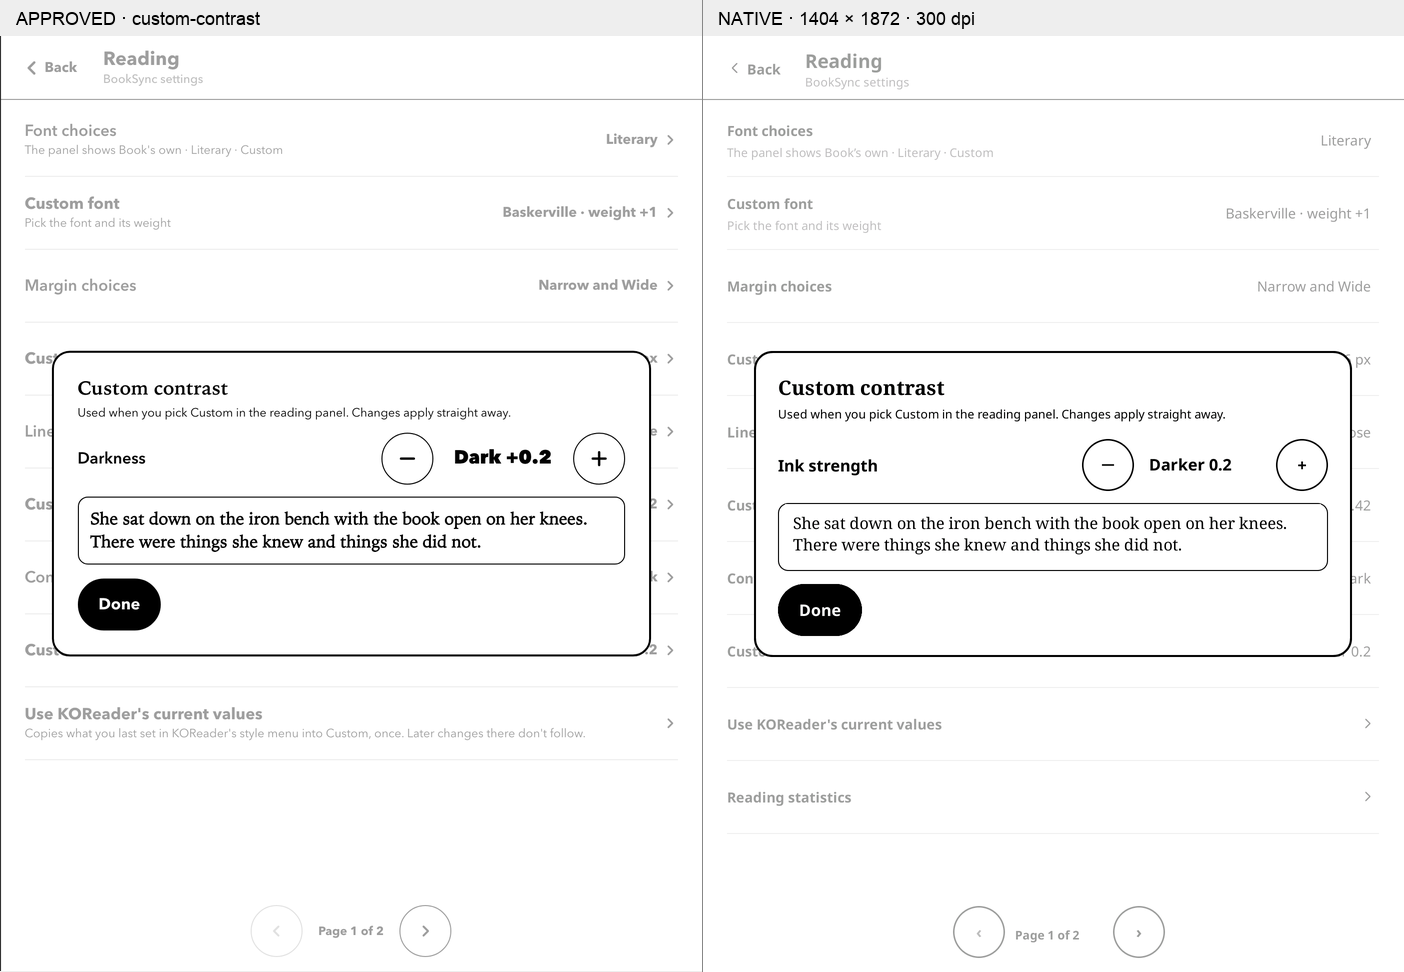 APPROVED · custom-contrast
Back
Reading
BookSync settings
Font choices
The panel shows Book's own · Literary · Custom
Literary
Custom font
Pick the font and its weight
Baskerville · weight +1
Margin choices
Narrow and Wide
Custom contrast
Used when you pick Custom in the reading panel. Changes apply straight away.
Darkness
Dark +0.2
She sat down on the iron bench with the book open on her knees.
There were things she knew and things she did not.
Done
Use KOReader's current values
Copies what you last set in KOReader's style menu into Custom, once. Later changes there don't follow.
Page 1 of 2
NATIVE · 1404 × 1872 · 300 dpi
Back
Reading
BookSync settings
Font choices
The panel shows Book's own · Literary · Custom
Literary
Custom font
Pick the font and its weight
Baskerville · weight +1
Margin choices
Narrow and Wide
px
Line
Custom contrast
Used when you pick Custom in the reading panel. Changes apply straight away.
Ink strength
Darker 0.2
She sat down on the iron bench with the book open on her knees.
There were things she knew and things she did not.
Done
0.2
Use KOReader's current values
Reading statistics
Page 1 of 2